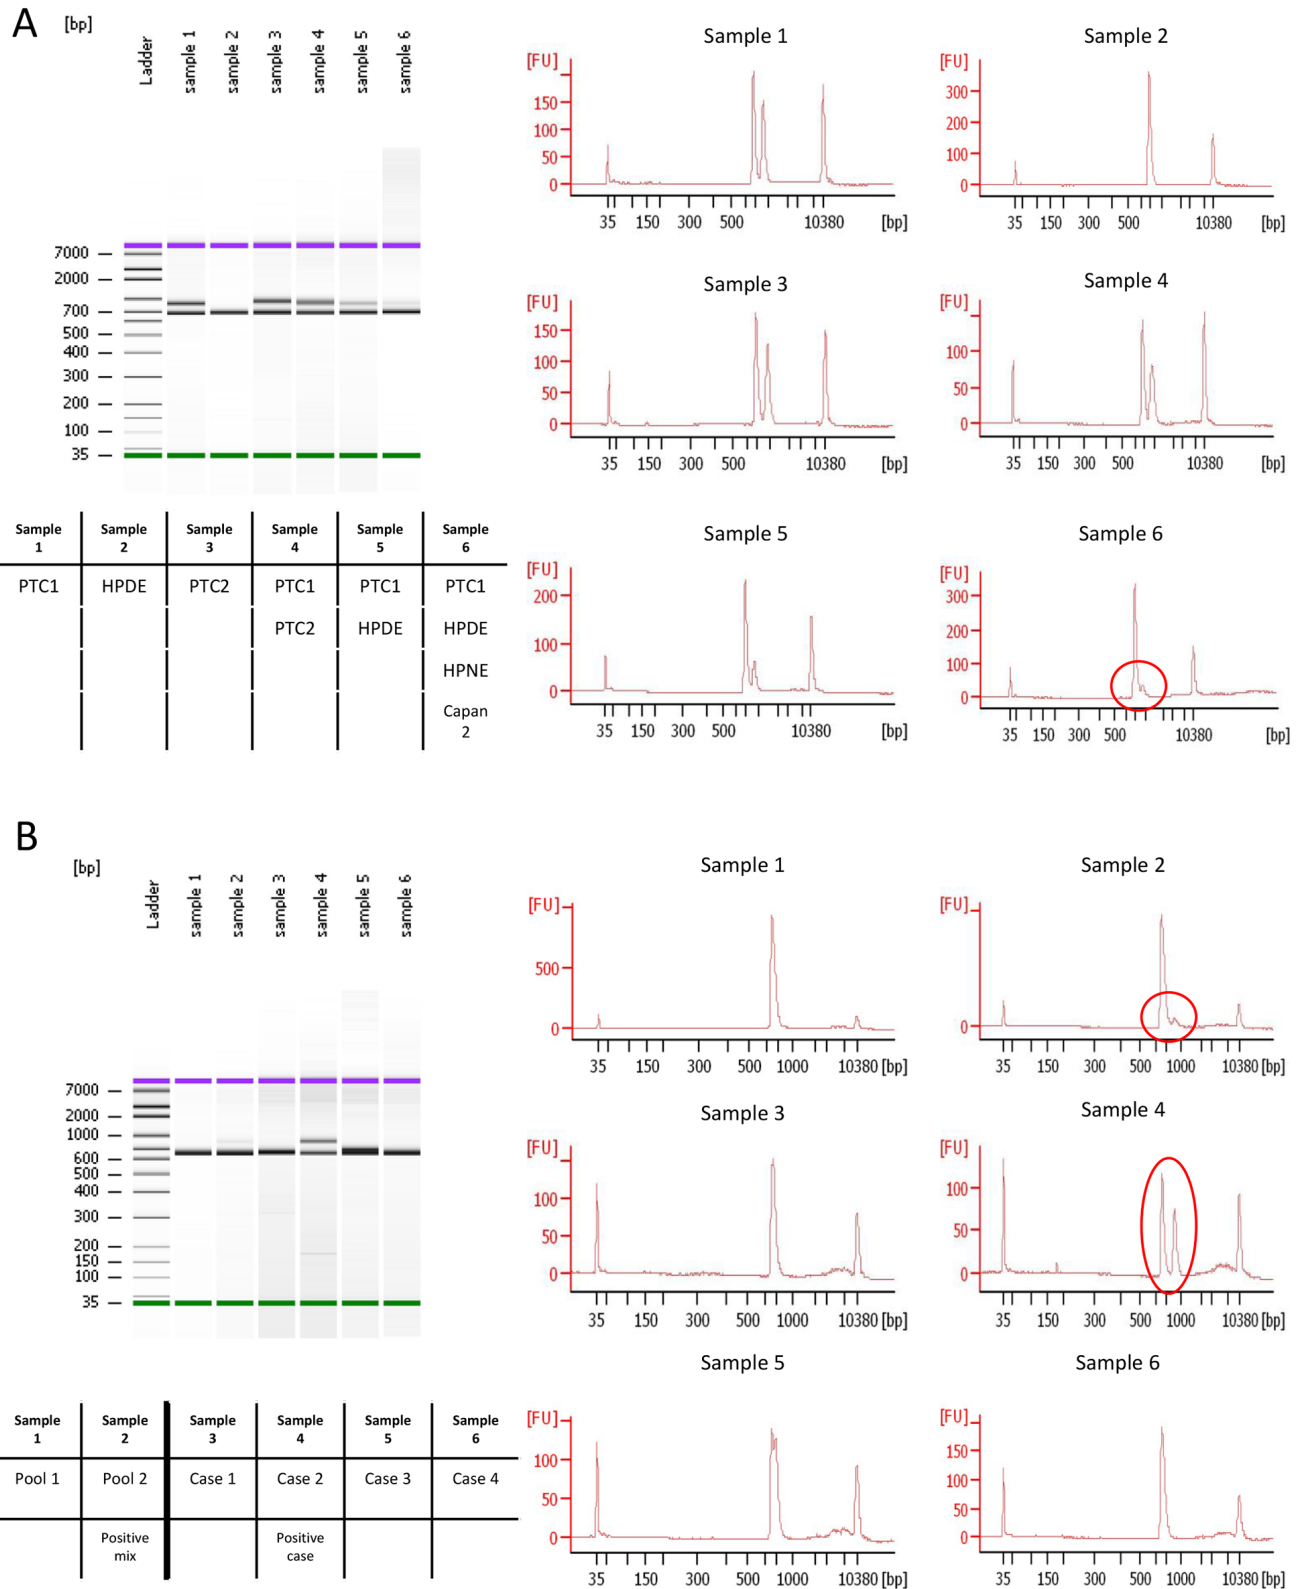 A
[bp]
Ladder
sample 1
sample 2
sample 3
sample 4
sample 5
sample 6
7000
2000
700
500
400
300
200
100
35
Sample 1 Sample 2 Sample 3 Sample 4 Sample 5 Sample 6
PTC1 HPDE PTC2 PTC1 PTC1 PTC1
PTC2 HPDE HPDE
HPNE
Capan 2
Sample 1
[FU]
150
100
50
0
35 150 300 500 10380 [bp]
Sample 2
[FU]
300
200
100
0
35 150 300 500 10380 [bp]
Sample 3
[FU]
150
100
50
0
35 150 300 500 10380 [bp]
Sample 4
[FU]
100
50
0
35 150 300 500 10380 [bp]
Sample 5
[FU]
200
100
0
35 150 300 500 10380 [bp]
Sample 6
[FU]
300
200
100
0
35 150 300 500 10380 [bp]
B
[bp]
Ladder
sample 1
sample 2
sample 3
sample 4
sample 5
sample 6
7000
2000
1000
600
500
400
300
200
150
100
35
Sample 1 Sample 2 Sample 3 Sample 4 Sample 5 Sample 6
Pool 1 Pool 2 Case 1 Case 2 Case 3 Case 4
Positive mix Positive case
Sample 1
[FU]
500
0
35 150 300 500 1000 10380 [bp]
Sample 2
[FU]
0
35 150 300 500 1000 10380 [bp]
Sample 3
[FU]
100
50
0
35 150 300 500 1000 10380 [bp]
Sample 4
[FU]
100
50
0
35 150 300 500 1000 10380 [bp]
Sample 5
[FU]
100
50
0
35 150 300 500 1000 10380 [bp]
Sample 6
[FU]
150
100
50
0
35 150 300 500 1000 10380 [bp]